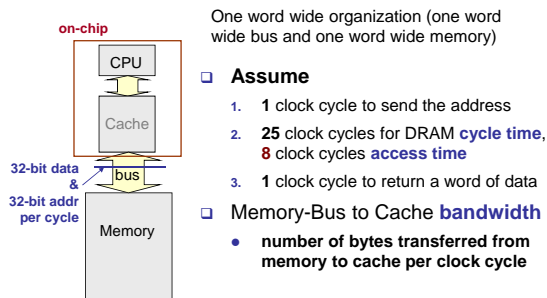 on-chip
CPU
Cache
bus
32-bit data
&
32-bit addr
per cycle
Memory
One word wide organization (one word
wide bus and one word wide memory)
Assume
1. 1 clock cycle to send the address
2. 25 clock cycles for DRAM cycle time,
8 clock cycles access time
3. 1 clock cycle to return a word of data
Memory-Bus to Cache bandwidth
number of bytes transferred from
memory to cache per clock cycle